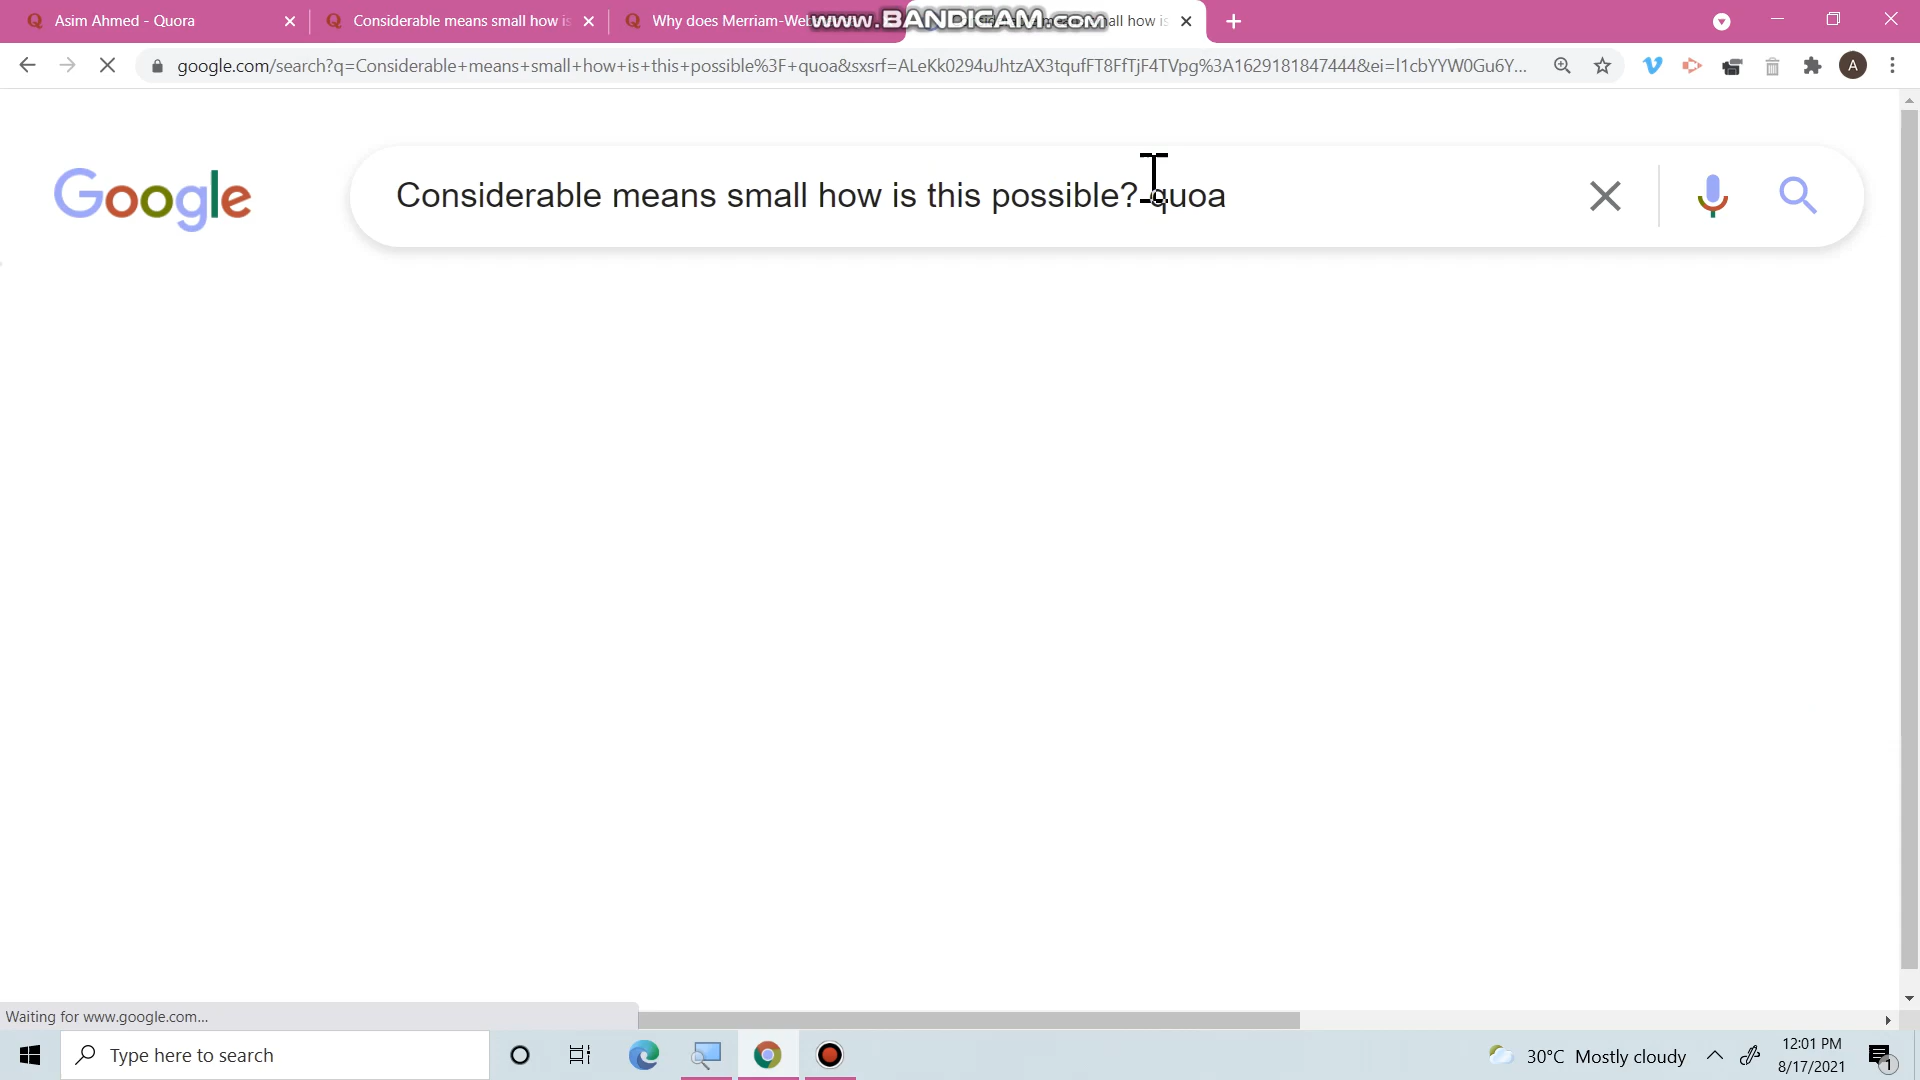 Asim Ahmed - Quora
Considerable means small how is
Why does Merriam-Web
www.BANDICAM.com
all how is
google.com/search?q=Considerable+means+small+how+is+this+possible%3F+quoa&sxsrf=ALeKk0294uJhtzAX3tqufFT8FfTjF4TVpg%3A1629181847444&ei=l1cbYYW0Gu6Y...
A
Google
Considerable means small how is this possible? quoa
Waiting for www.google.com...
Type here to search
30°C Mostly cloudy
12:01 PM
8/17/2021
1